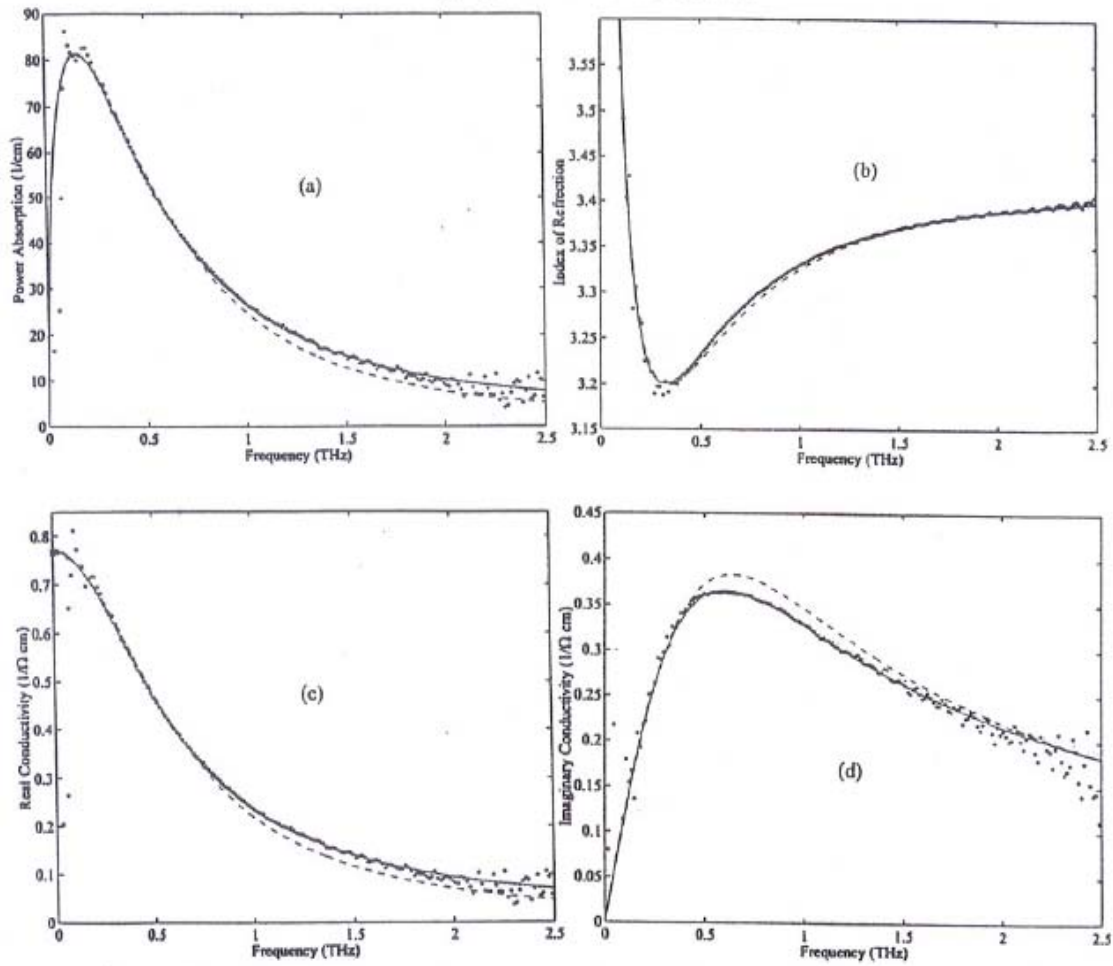 90
80
70
60
50
40
30
20
10
0
Power Absorption (1/cm)
(a)
0 0.5 1 1.5 2 2.5
Frequency (THz)
3.55
3.5
3.45
3.4
3.35
3.3
3.25
3.2
3.15
Index of Refrection
(b)
0 0.5 1 1.5 2 2.5
Frequency (THz)
0.8
0.7
0.6
0.5
0.4
0.3
0.2
0.1
0
Real Conductivity (1/Ω cm)
(c)
0 0.5 1 1.5 2 2.5
Frequency (THz)
0.45
0.4
0.35
0.3
0.25
0.2
0.15
0.1
0.05
0
Imaginary Conductivity (1/Ω cm)
(d)
0 0.5 1 1.5 2 2.5
Frequency (THz)